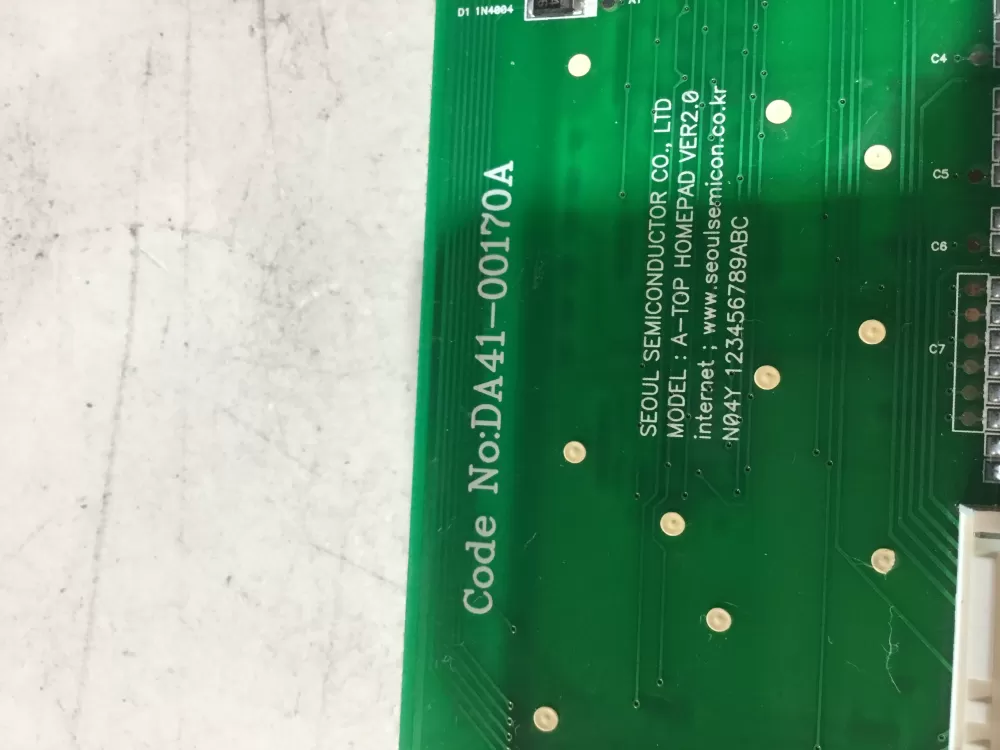 D1 1N4004
A1
C4
C5
C6
C7
Code No:DA41-00170A
SEOUL SEMICONDUCTOR CO., LTD
MODEL : A-TOP HOMEPAD VER2.0
internet ; www.seoulsemicon.co.kr
N04Y 123456789ABC